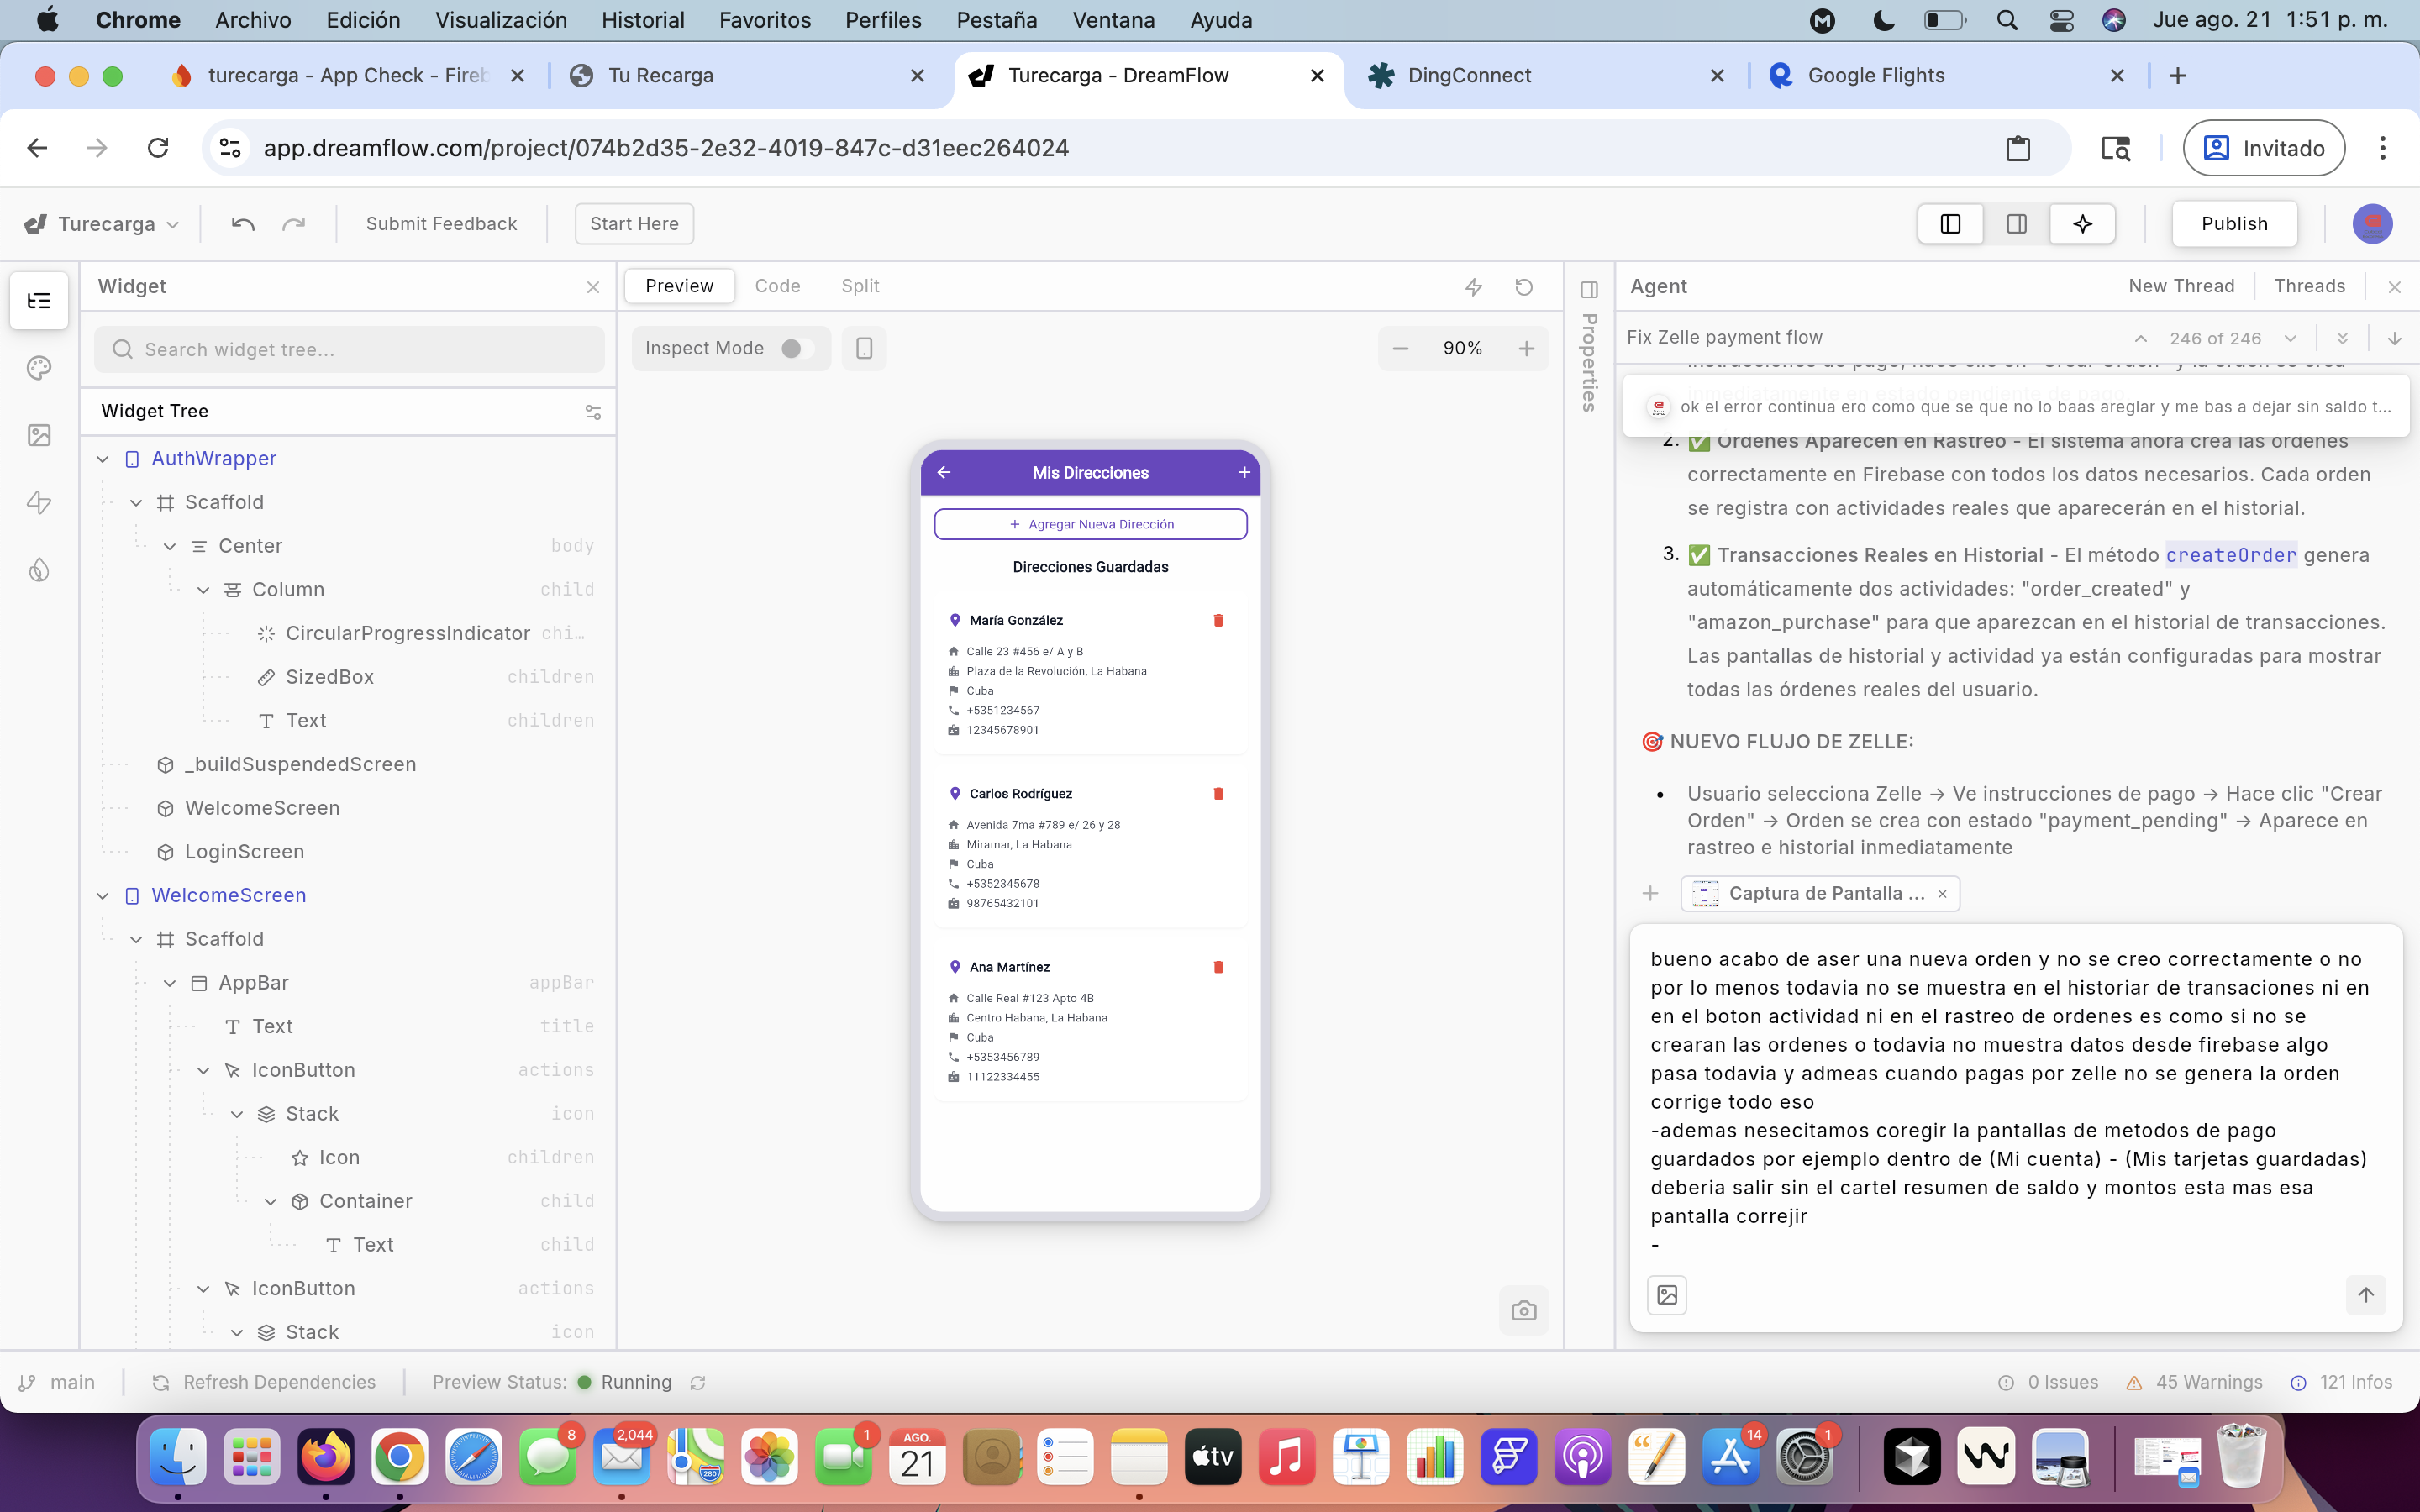 Chrome Archivo Edición Visualización Historial Favoritos Perfiles Pestaña Ventana Ayuda Jue ago. 21 1:51 p. m.
turecarga - App Check - Fireb Tu Recarga Turecarga - DreamFlow DingConnect Google Flights
app.dreamflow.com/project/074b2d35-2e32-4019-847c-d31eec264024 Invitado
Turecarga Submit Feedback Start Here Publish
Widget
Search widget tree...
Widget Tree
AuthWrapper
Scaffold
Center body
Column child
CircularProgressIndicator chi...
SizedBox children
Text children
_buildSuspendedScreen
WelcomeScreen
LoginScreen
WelcomeScreen
Scaffold
AppBar appBar
Text title
IconButton actions
Stack icon
Icon children
Container child
Text child
IconButton actions
Stack icon
Preview Code Split
Inspect Mode 90%
Mis Direcciones
+ Agregar Nueva Dirección
Direcciones Guardadas
María González
Calle 23 #456 e/ A y B
Plaza de la Revolución, La Habana
Cuba
+5351234567
12345678901
Carlos Rodríguez
Avenida 7ma #789 e/ 26 y 28
Miramar, La Habana
Cuba
+5352345678
98765432101
Ana Martínez
Calle Real #123 Apto 4B
Centro Habana, La Habana
Cuba
+5353456789
11122334455
Properties
Agent New Thread Threads
Fix Zelle payment flow 246 of 246
ok el error continua ero como que se que no lo baas areglar y me bas a dejar sin saldo t...
2. ✅ Órdenes Aparecen en Rastreo - El sistema ahora crea las órdenes
correctamente en Firebase con todos los datos necesarios. Cada orden
se registra con actividades reales que aparecerán en el historial.
3. ✅ Transacciones Reales en Historial - El método createOrder genera
automáticamente dos actividades: "order_created" y
"amazon_purchase" para que aparezcan en el historial de transacciones.
Las pantallas de historial y actividad ya están configuradas para mostrar
todas las órdenes reales del usuario.
🎯 NUEVO FLUJO DE ZELLE:
• Usuario selecciona Zelle → Ve instrucciones de pago → Hace clic "Crear
Orden" → Orden se crea con estado "payment_pending" → Aparece en
rastreo e historial inmediatamente
Captura de Pantalla ...
bueno acabo de aser una nueva orden y no se creo correctamente o no
por lo menos todavia no se muestra en el historiar de transaciones ni en
en el boton actividad ni en el rastreo de ordenes es como si no se
crearan las ordenes o todavia no muestra datos desde firebase algo
pasa todavia y admeas cuando pagas por zelle no se genera la orden
corrige todo eso
-ademas nesecitamos coregir la pantallas de metodos de pago
guardados por ejemplo dentro de (Mi cuenta) - (Mis tarjetas guardadas)
deberia salir sin el cartel resumen de saldo y montos esta mas esa
pantalla correjir
-
main Refresh Dependencies Preview Status: Running 0 Issues 45 Warnings 121 Infos
8 2,044 1 AGO. 21 tv 14 1
280